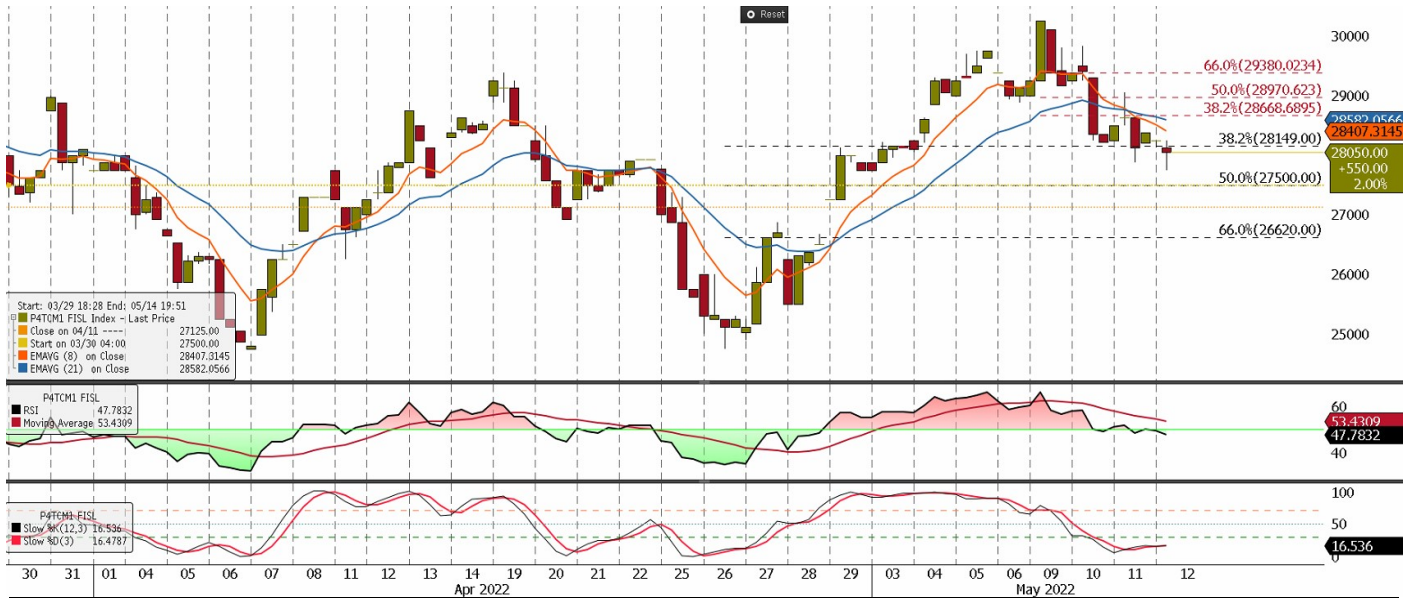 Reset
30000
66.0%(29380.0234)
50.0%(28970.623)
29000
38.2%(28668.6895)
28582.0566
28407.3145
38.2%(28149.00)
28050.00
+550.00
2.00%
50.0%(27500.00)
27000
66.0%(26620.00)
26000
25000
Start: 03/29 18:28 End: 05/14 19:51
P4TCM1 FISL Index - Last Price
Close on 04/11 ---- 27125.00
Start on 03/30 04:00 27500.00
EMAVG (8) on Close 28407.3145
EMAVG (21) on Close 28582.0566
P4TCM1 FISL
RSI 47.7832
Moving Average 53.4309
60
53.4309
47.7832
40
P4TCM1 FISL
Slow %K(12,3) 16.536
Slow %D(3) 16.4787
100
50
16.536
0
30 31 01 04 05 06 07 08 11 12 13 14 19 20 21 22 25 26 27 28 29 03 04 05 06 09 10 11 12
Apr 2022 May 2022